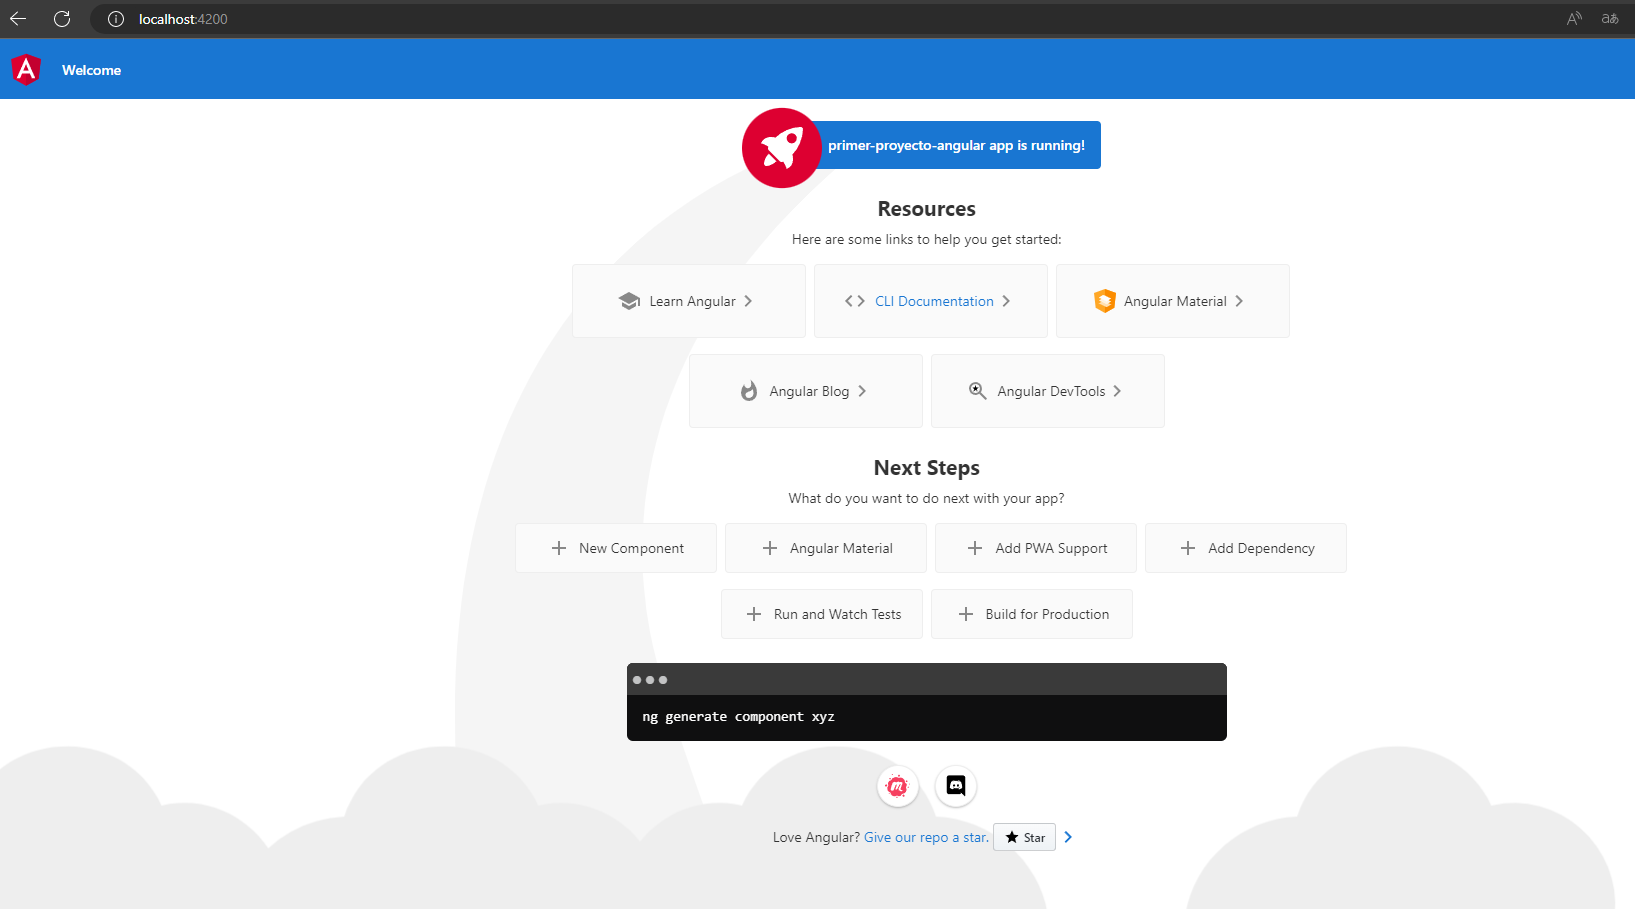 localhost:4200
Welcome
primer-proyecto-angular app is running!
Resources
Here are some links to help you get started:
Learn Angular
CLI Documentation
Angular Material
Angular Blog
Angular DevTools
Next Steps
What do you want to do next with your app?
New Component
Angular Material
Add PWA Support
Add Dependency
Run and Watch Tests
Build for Production
ng generate component xyz
Love Angular? Give our repo a star. Star